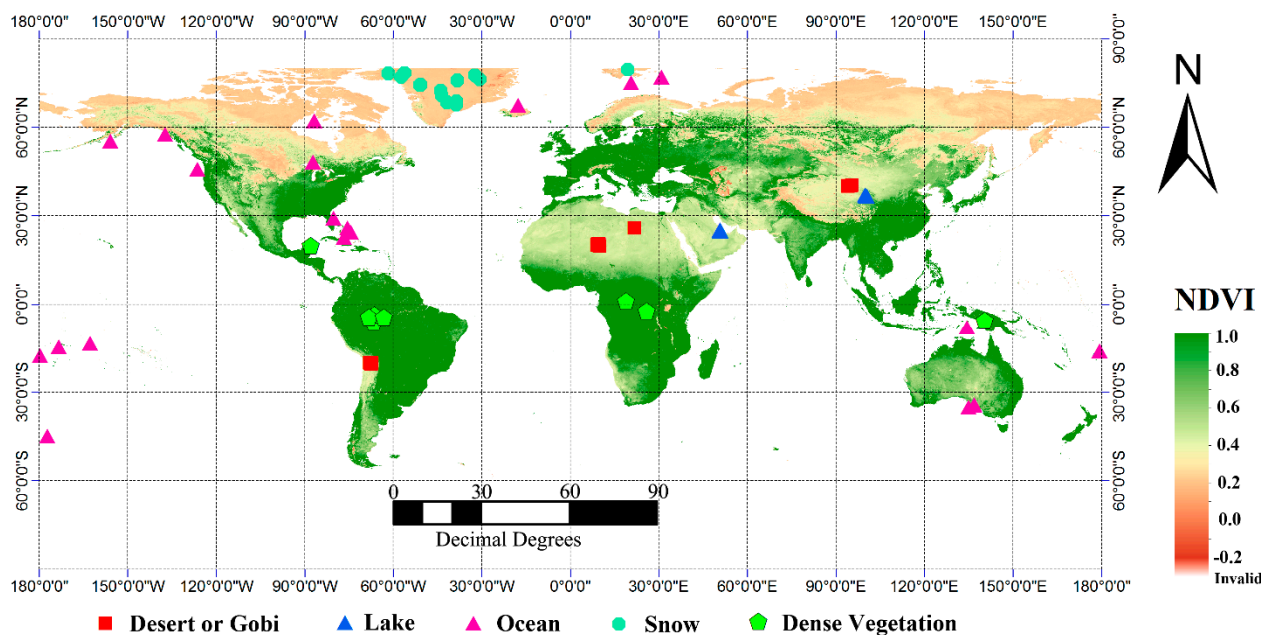 180°0'0" 150°0'0"W 120°0'0"W 90°0'0"W 60°0'0"W 30°0'0"W 0°0'0" 30°0'0"E 60°0'0"E 90°0'0"E 120°0'0"E 150°0'0"E
90°0'0"
N
60°0'0"N 60°0'0"N
30°0'0"N 30°0'0"N
0°0'0" 0°0'0"
30°0'0"S 30°0'0"S
60°0'0"S 60°0'0"S
NDVI
1.0
0.8
0.6
0.4
0.2
0.0
-0.2
Invalid
0 30 60 90
Decimal Degrees
180°0'0" 150°0'0"W 120°0'0"W 90°0'0"W 60°0'0"W 30°0'0"W 0°0'0" 30°0'0"E 60°0'0"E 90°0'0"E 120°0'0"E 150°0'0"E 180°0'0"
Desert or Gobi Lake Ocean Snow Dense Vegetation